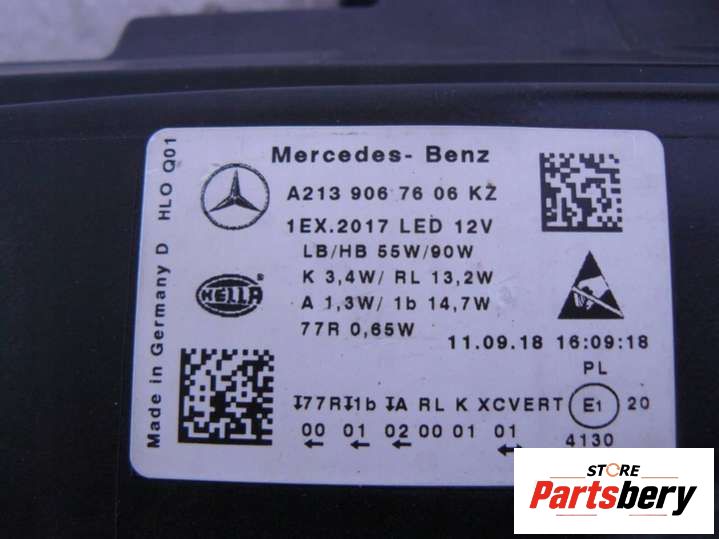 Mercedes- Benz
A213 906 76 06 KZ
1EX.2017 LED 12V
LB/HB 55W/90W
K 3,4W/ RL 13,2W
A 1,3W/ 1b 14,7W
77R 0,65W
HELLA ®
11.09.18 16:09:18
PL
77R 1b A RL K XCVERT E1 20
00 01 02 00 01 01 4130
Made in Germany D HLO Q01
STORE
Partsbery